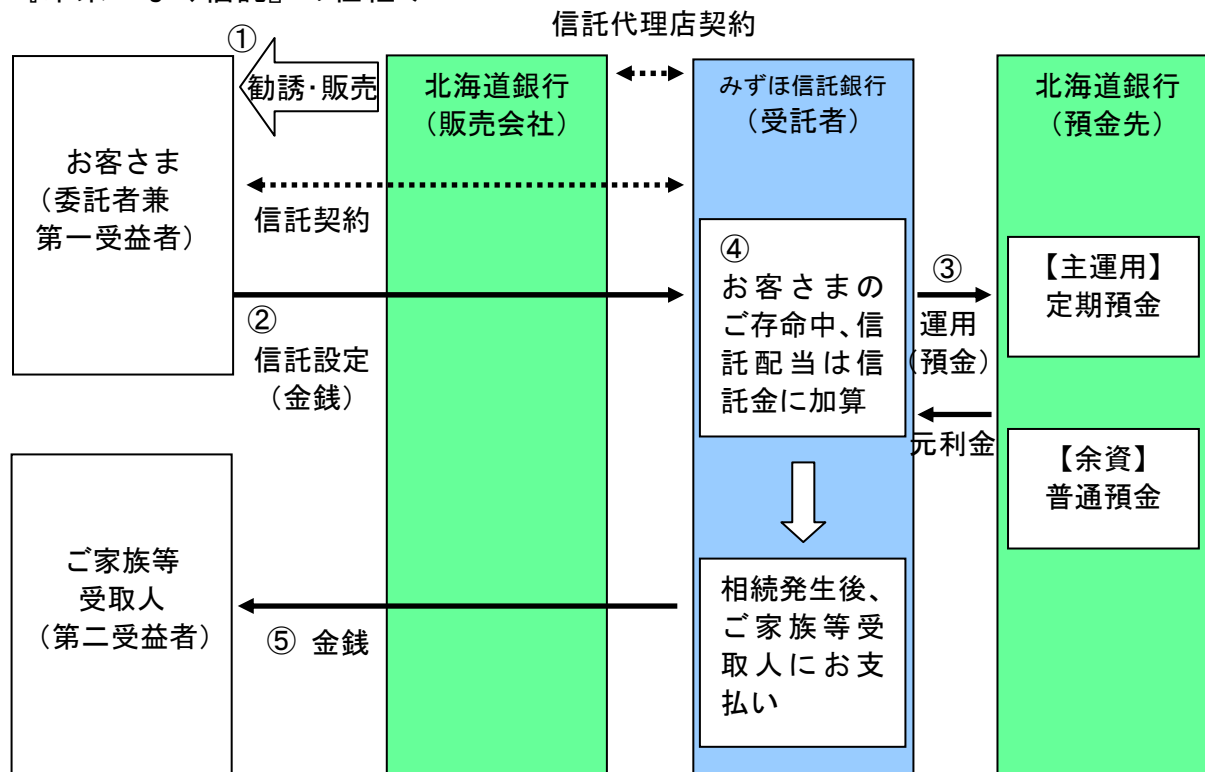 信託代理店契約
①
勧誘・販売
北海道銀行
（販売会社）
みずほ信託銀行
（受託者）
北海道銀行
（預金先）
お客さま
（委託者兼
第一受益者）
信託契約
②
信託設定
（金銭）
④
お客さまの
ご存命中、信
託配当は信
託金に加算
③
運用
（預金）
元利金
【主運用】
定期預金
【余資】
普通預金
ご家族等
受取人
（第二受益者）
⑤ 金銭
相続発生後、
ご家族等受
取人にお支
払い